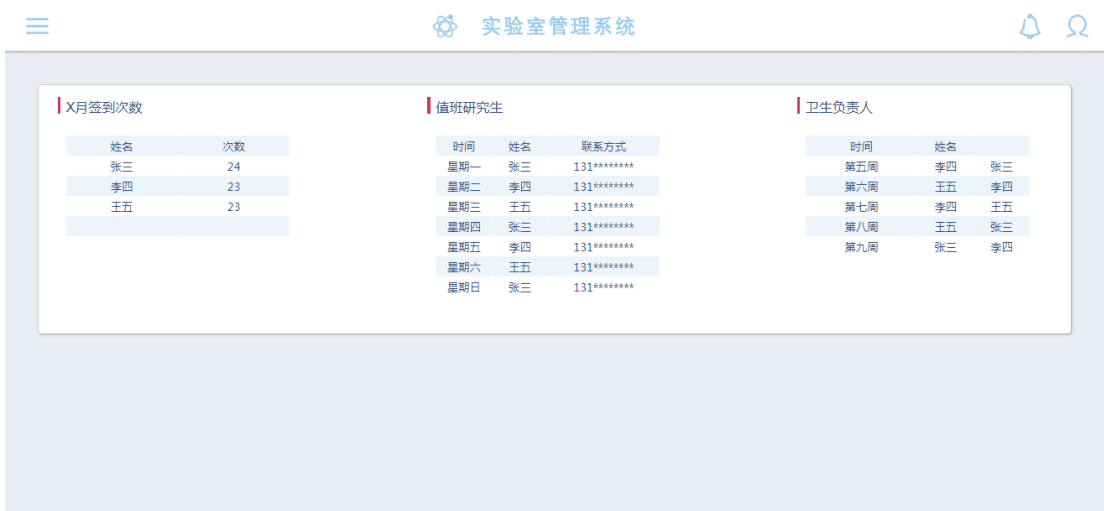 实验室管理系统
X月签到次数
姓名 次数
张三 24
李四 23
王五 23
值班研究生
时间 姓名 联系方式
星期一 张三 131********
星期二 李四 131********
星期三 王五 131********
星期四 张三 131********
星期五 李四 131********
星期六 王五 131********
星期日 张三 131********
卫生负责人
时间 姓名
第五周 李四 张三
第六周 王五 李四
第七周 李四 王五
第八周 王五 张三
第九周 张三 李四